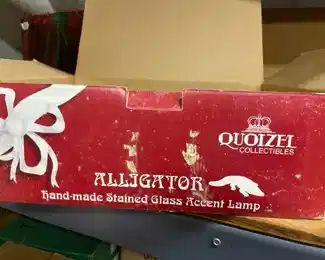 QUOIZEL
COLLECTIBLES
ALLIGATOR
Hand-made Stained Glass Accent Lamp